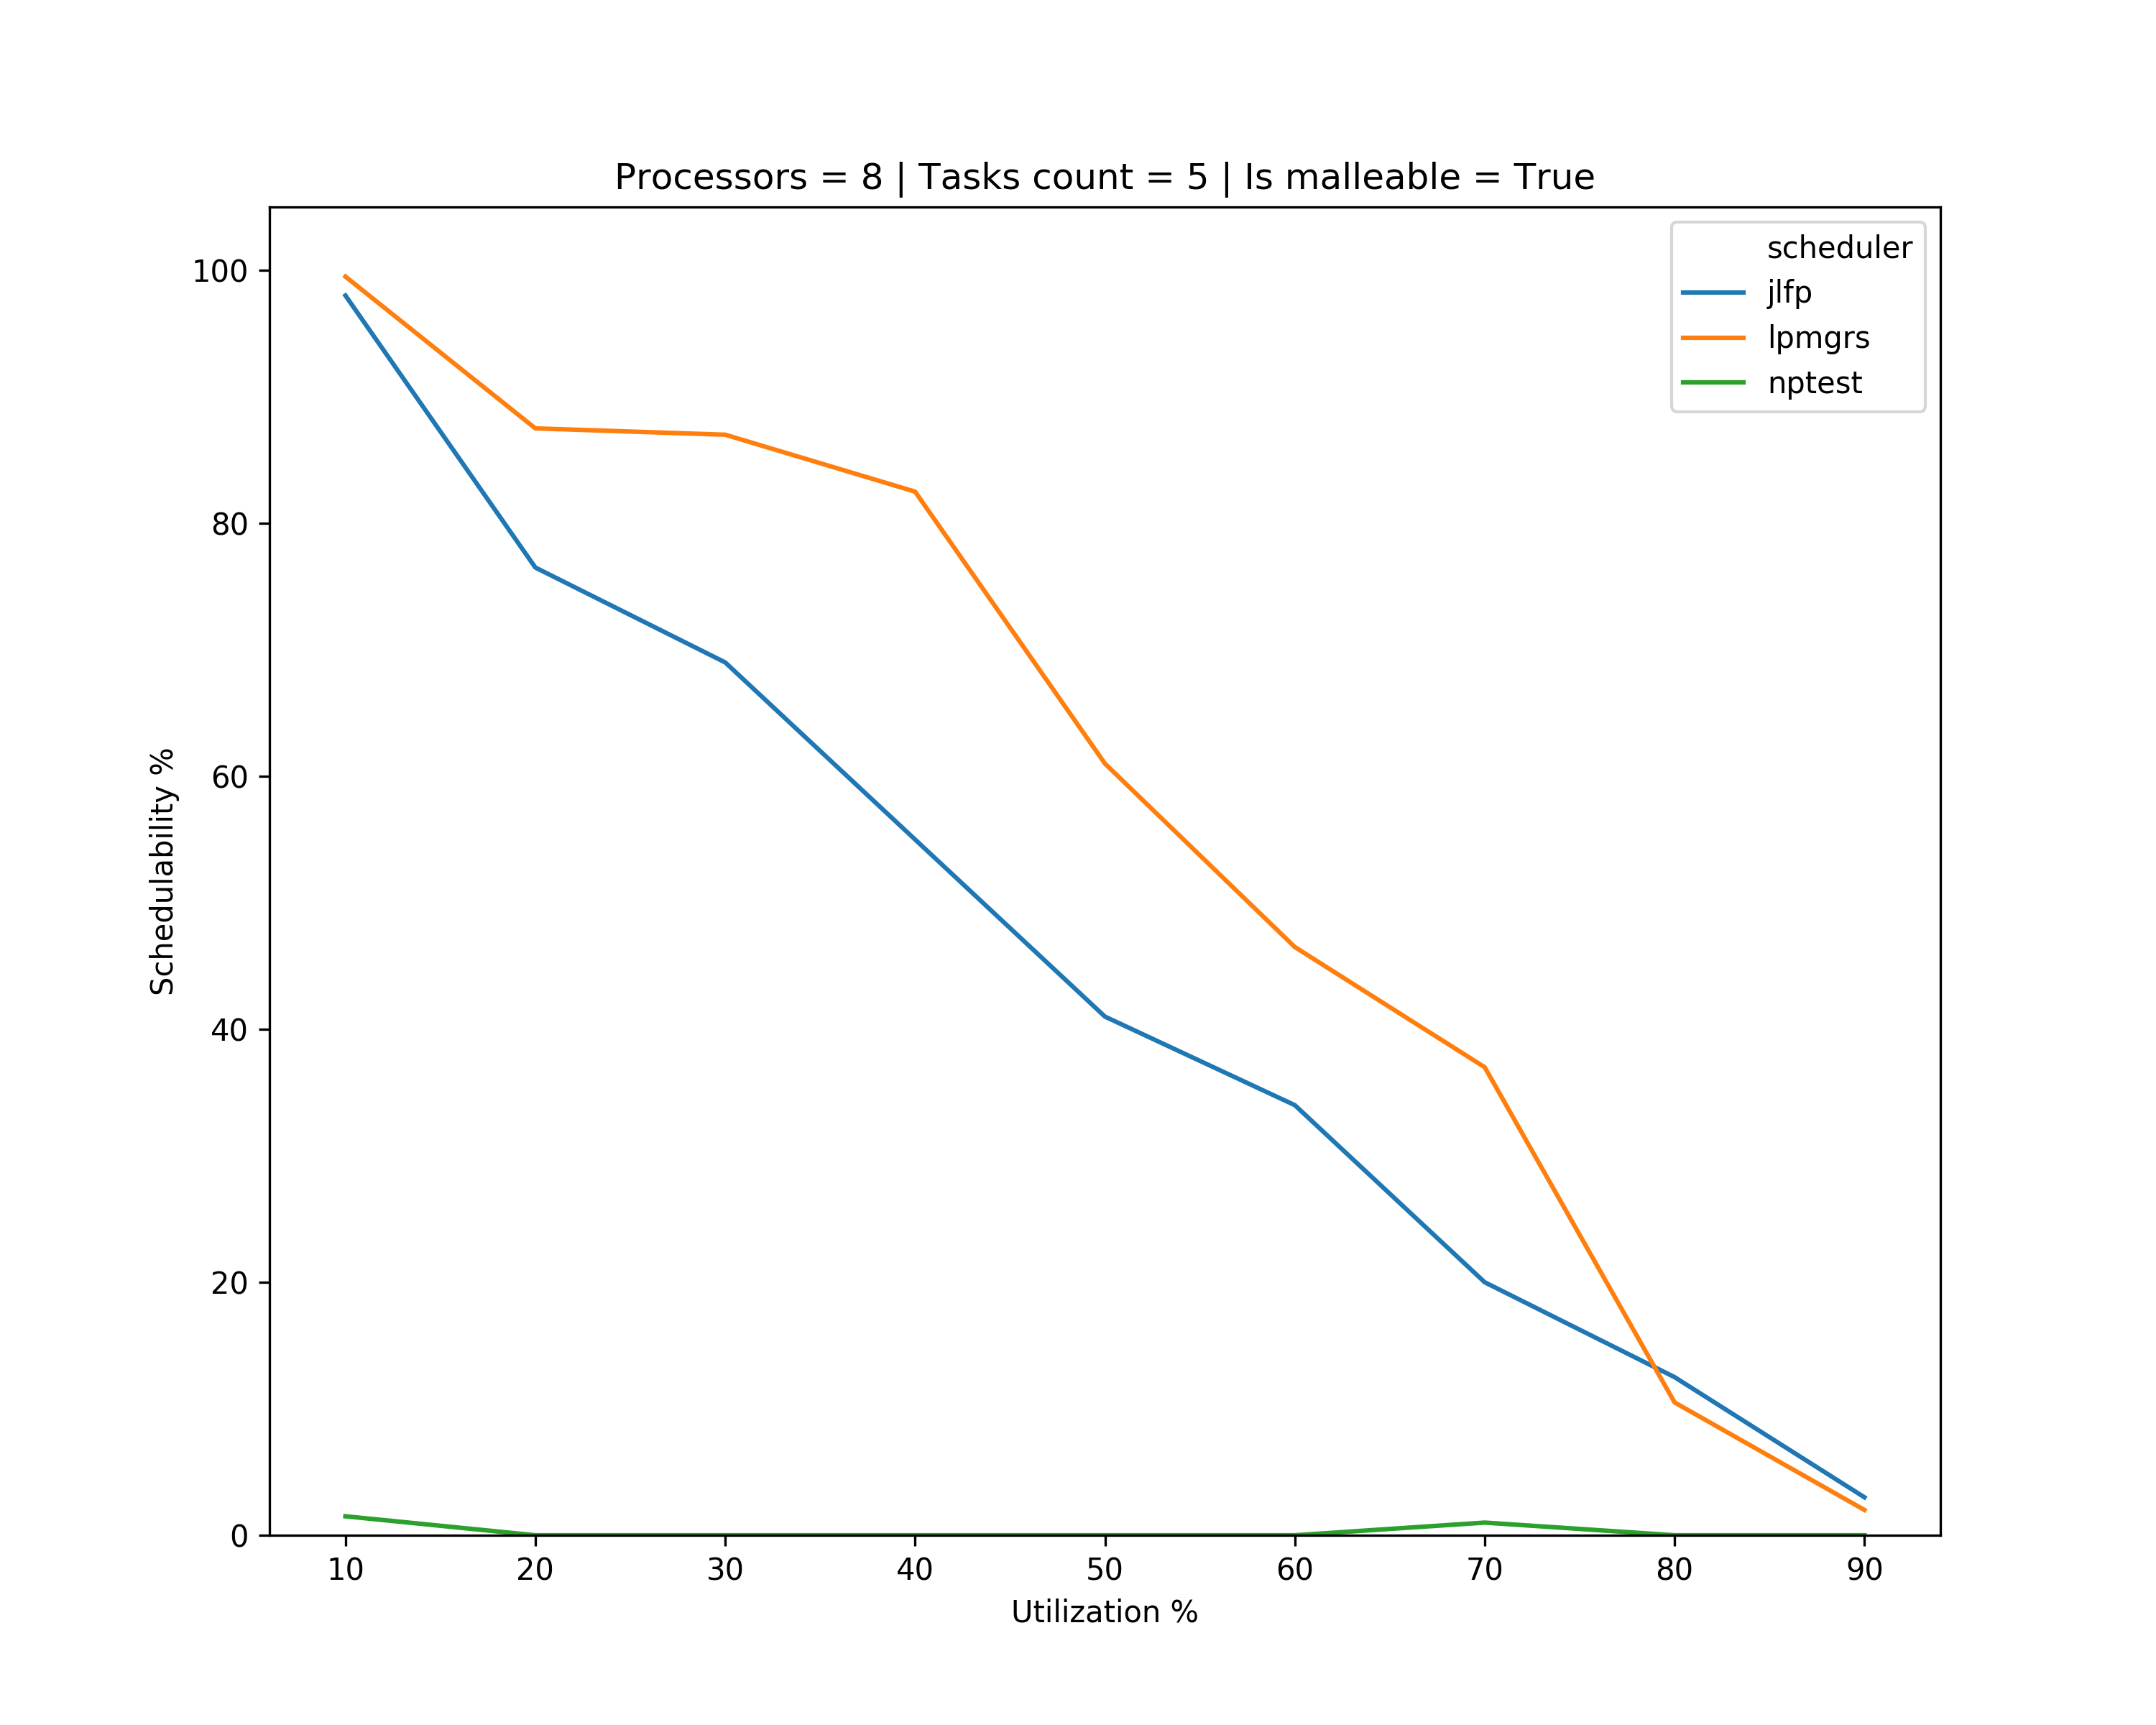 Processors = 8 | Tasks count = 5 | Is malleable = True
scheduler
jlfp
lpmgrs
nptest
Schedulability %
100
80
60
40
20
0
10 20 30 40 50 60 70 80 90
Utilization %